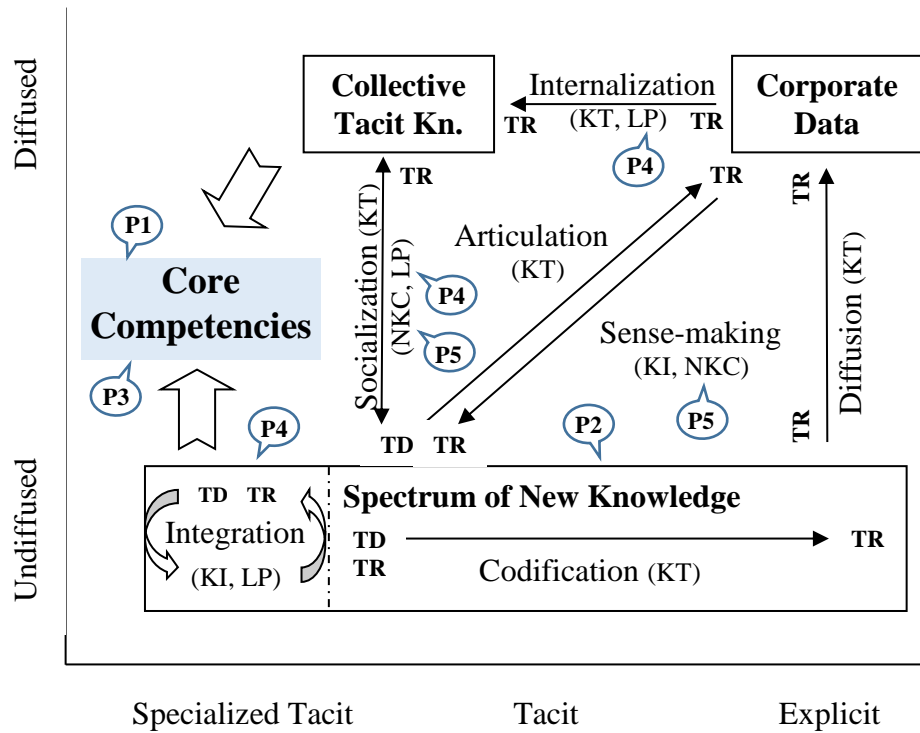 Diffused
Undiffused
Collective
Tacit Kn.
Internalization
(KT, LP)
Corporate
Data
TR
TR
P4
TR
TR
TR
P1
Core
Competencies
P3
Socialization (KT)
(NKC, LP)
P4
P5
Articulation
(KT)
Sense-making
(KI, NKC)
P5
Diffusion (KT)
TR
P4
TD TR
P2
TD TR
Integration
(KI, LP)
Spectrum of New Knowledge
TD
TR
TR
Codification (KT)
Specialized Tacit
Tacit
Explicit